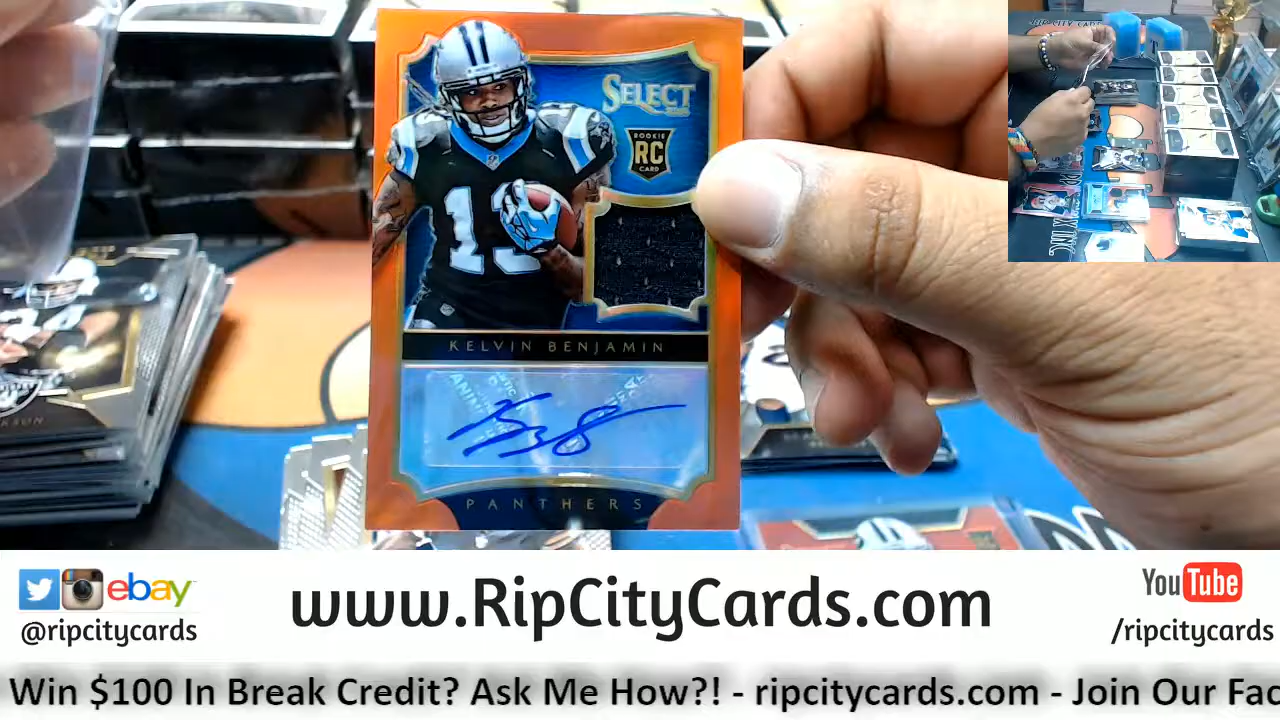 SELECT
ROOKIE
RC
CARD
13
KELVIN BENJAMIN
PANTHERS
ebay
@ripcitycards
www.RipCityCards.com
YouTube
/ripcitycards
Win $100 In Break Credit? Ask Me How?! - ripcitycards.com - Join Our Fac